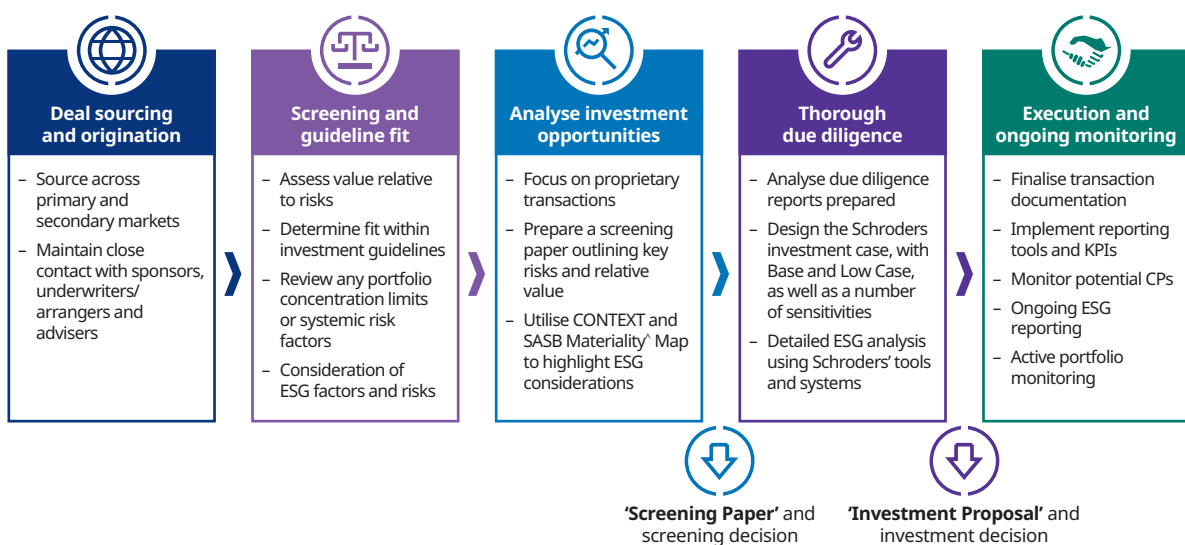 Deal sourcing
and origination
– Source across
primary and
secondary markets
– Maintain close
contact with sponsors,
underwriters/
arrangers and
advisers
Screening and
guideline fit
– Assess value relative
to risks
– Determine fit within
investment guidelines
– Review any portfolio
concentration limits
or systemic risk
factors
– Consideration of
ESG factors and risks
Analyse investment
opportunities
– Focus on proprietary
transactions
– Prepare a screening
paper outlining key
risks and relative
value
– Utilise CONTEXT and
SASB Materiality^ Map
to highlight ESG
considerations
Thorough
due diligence
– Analyse due diligence
reports prepared
– Design the Schroders
investment case, with
Base and Low Case,
as well as a number
of sensitivities
– Detailed ESG analysis
using Schroders’ tools
and systems
Execution and
ongoing monitoring
– Finalise transaction
documentation
– Implement reporting
tools and KPIs
– Monitor potential CPs
– Ongoing ESG
reporting
– Active portfolio
monitoring
‘Screening Paper’ and
screening decision
‘Investment Proposal’ and
investment decision